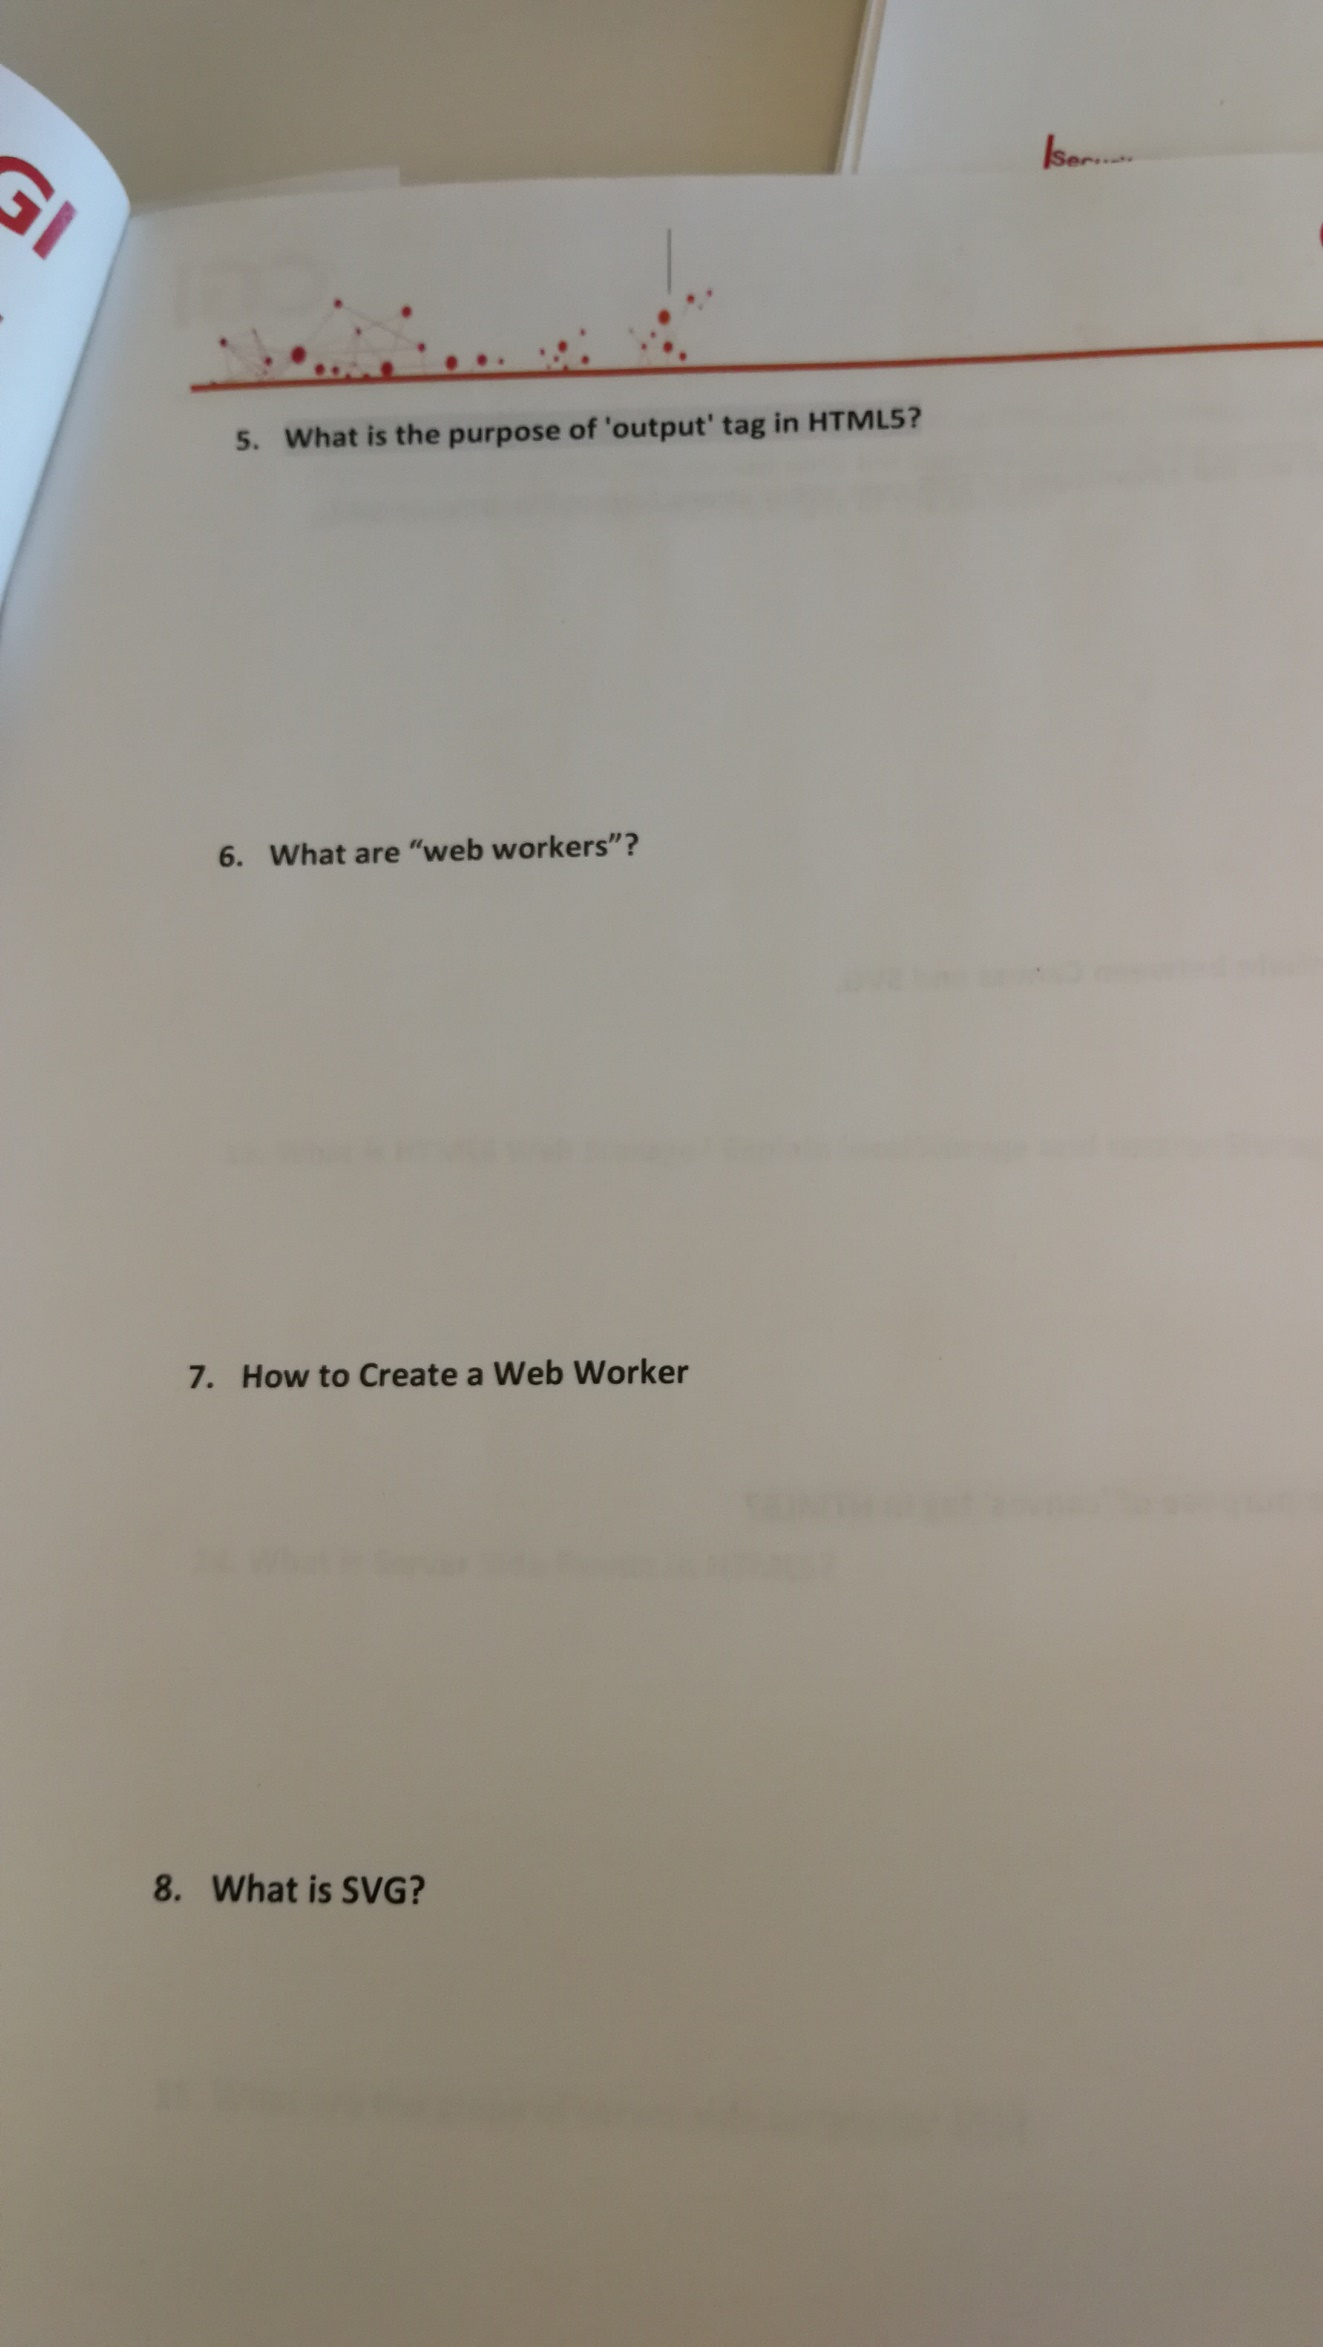 GI
5. What is the purpose of 'output' tag in HTML5?
6. What are “web workers”?
7. How to Create a Web Worker
8. What is SVG?